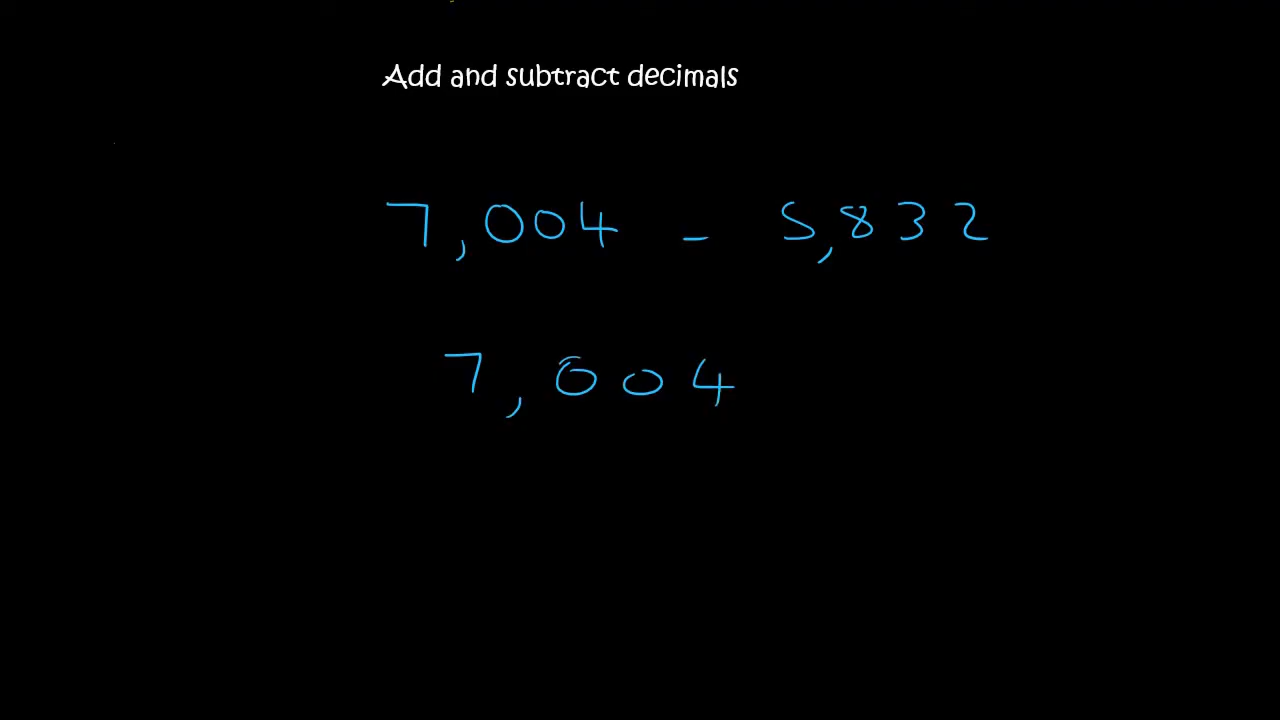 Add and subtract decimals
7,004 - 5,832
7,004